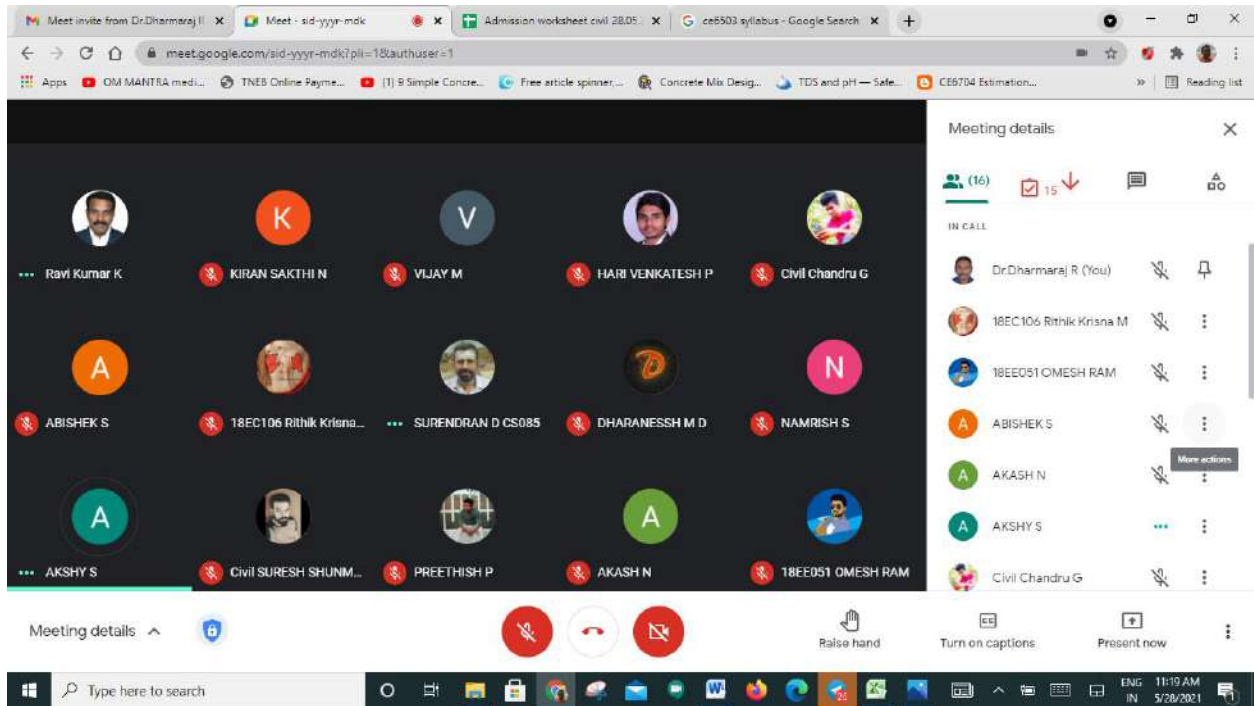 Meet invite from Dr.Dharmaraj II
Meet - sid-yyyr-mdk
Admission worksheet civil 28.05.
ce6503 syllabus - Google Search
meet.google.com/sid-yyyr-mdk?pli=1&authuser=1
Apps
OM MANTRA medi...
TNEB Online Payme...
(1) 9 Simple Concre...
Free article spinner,...
Concrete Mix Desig...
TDS and pH — Safe...
CE6704 Estimation...
»
Reading list
Meeting details
(16)
15
IN CALL
K
V
Ravi Kumar K
KIRAN SAKTHI N
VIJAY M
HARI VENKATESH P
Civil Chandru G
A
D
N
ABISHEK S
18EC106 Rithik Krisna...
SURENDRAN D CS085
DHARANESSH M D
NAMRISH S
A
A
AKSHY S
Civil SURESH SHUNM...
PREETHISH P
AKASH N
18EE051 OMESH RAM
Dr.Dharmaraj R (You)
18EC106 Rithik Krisna M
18EE051 OMESH RAM
A ABISHEK S
More actions
A AKASH N
A AKSHY S
Civil Chandru G
Meeting details
Raise hand
CC
Turn on captions
Present now
Type here to search
26
ENG 11:19 AM
IN 5/28/2021
1